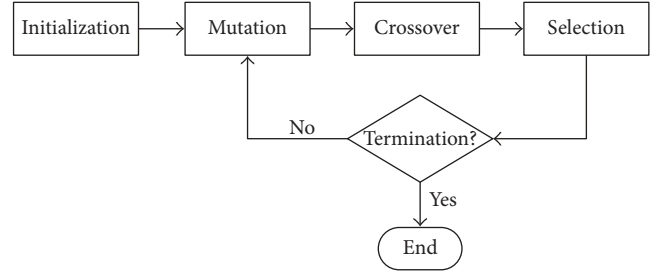 Initialization
Mutation
Crossover
Selection
No
Termination?
Yes
End